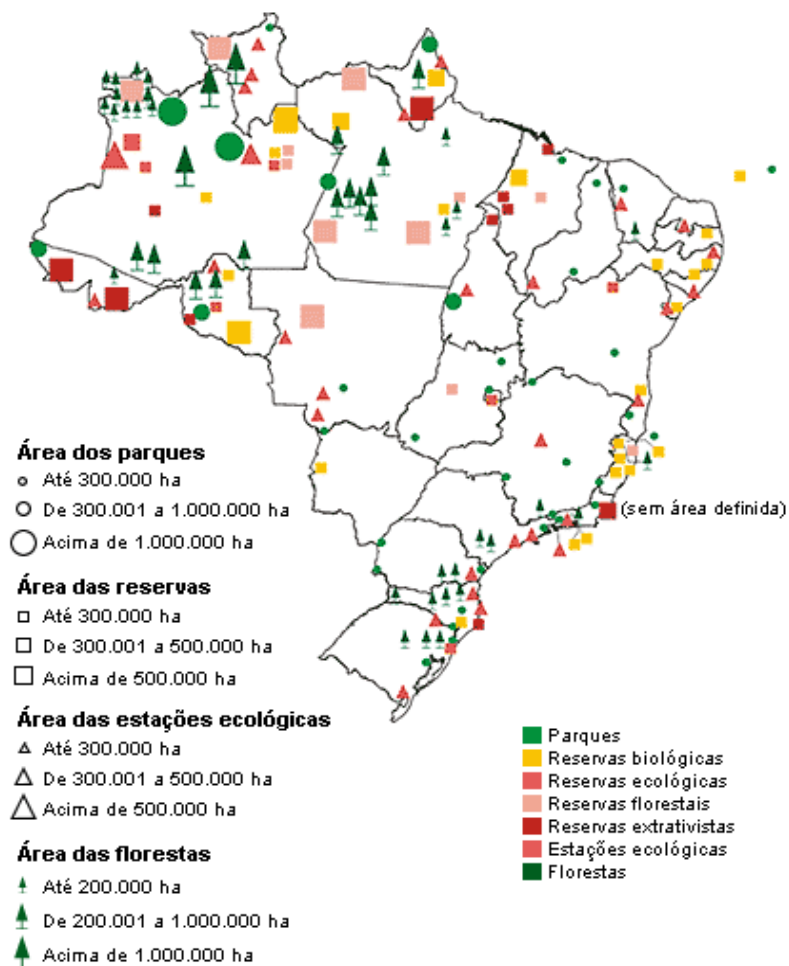 Área dos parques
Até 300.000 ha
De 300.001 a 1.000.000 ha
Acima de 1.000.000 ha
(sem área definida)
Área das reservas
Até 300.000 ha
De 300.001 a 500.000 ha
Acima de 500.000 ha
Área das estações ecológicas
Até 300.000 ha
De 300.001 a 500.000 ha
Acima de 500.000 ha
Área das florestas
Até 200.000 ha
De 200.001 a 1.000.000 ha
Acima de 1.000.000 ha
Parques
Reservas biológicas
Reservas ecológicas
Reservas florestais
Reservas extrativistas
Estações ecológicas
Florestas